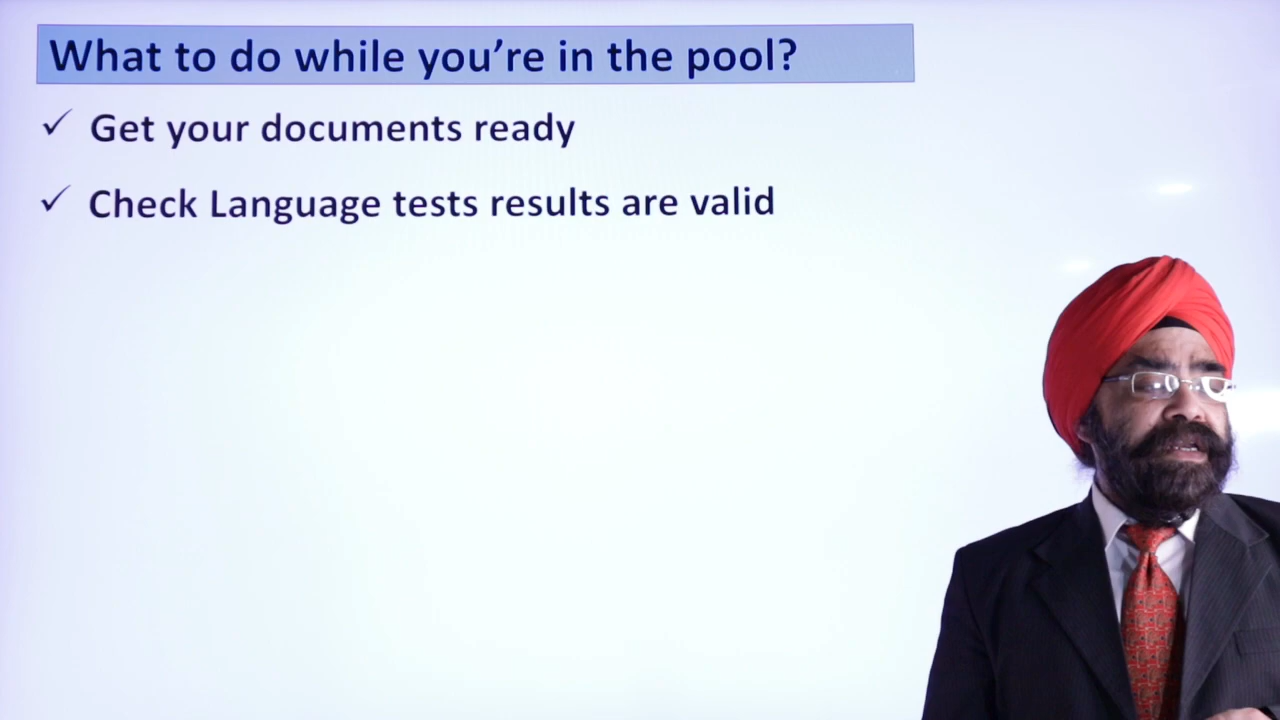 What to do while you’re in the pool?
✓ Get your documents ready
✓ Check Language tests results are valid